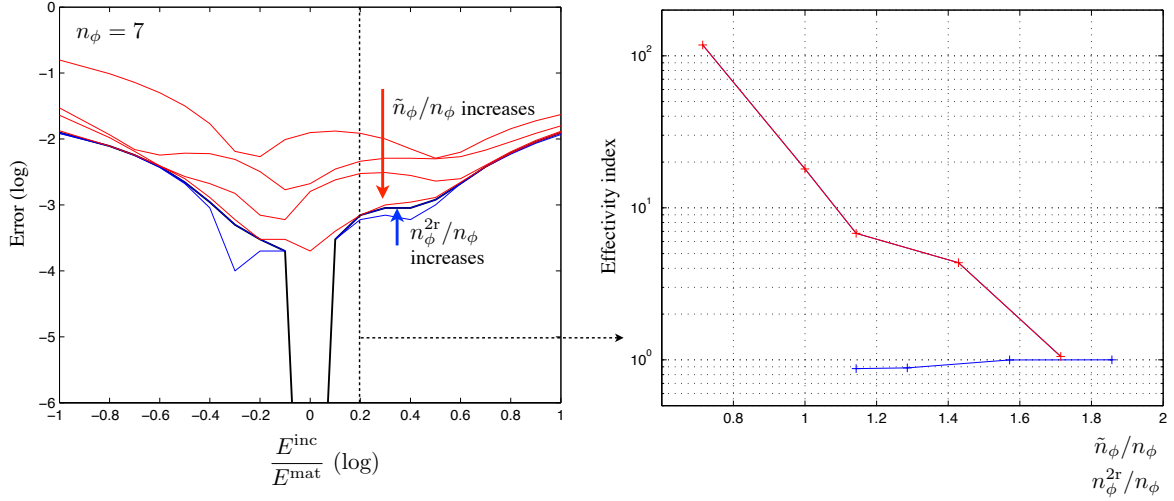 n_ϕ = 7
Error (log)
0
−1
−2
−3
−4
−5
−6
−1
−0.8
−0.6
−0.4
−0.2
0
0.2
0.4
0.6
0.8
1
E^inc
E^mat
(log)
ñ_ϕ/n_ϕ increases
n_ϕ^2r/n_ϕ
increases
Effectivity index
10^2
10^1
10^0
0.8
1
1.2
1.4
1.6
1.8
2
ñ_ϕ/n_ϕ
n_ϕ^2r/n_ϕ